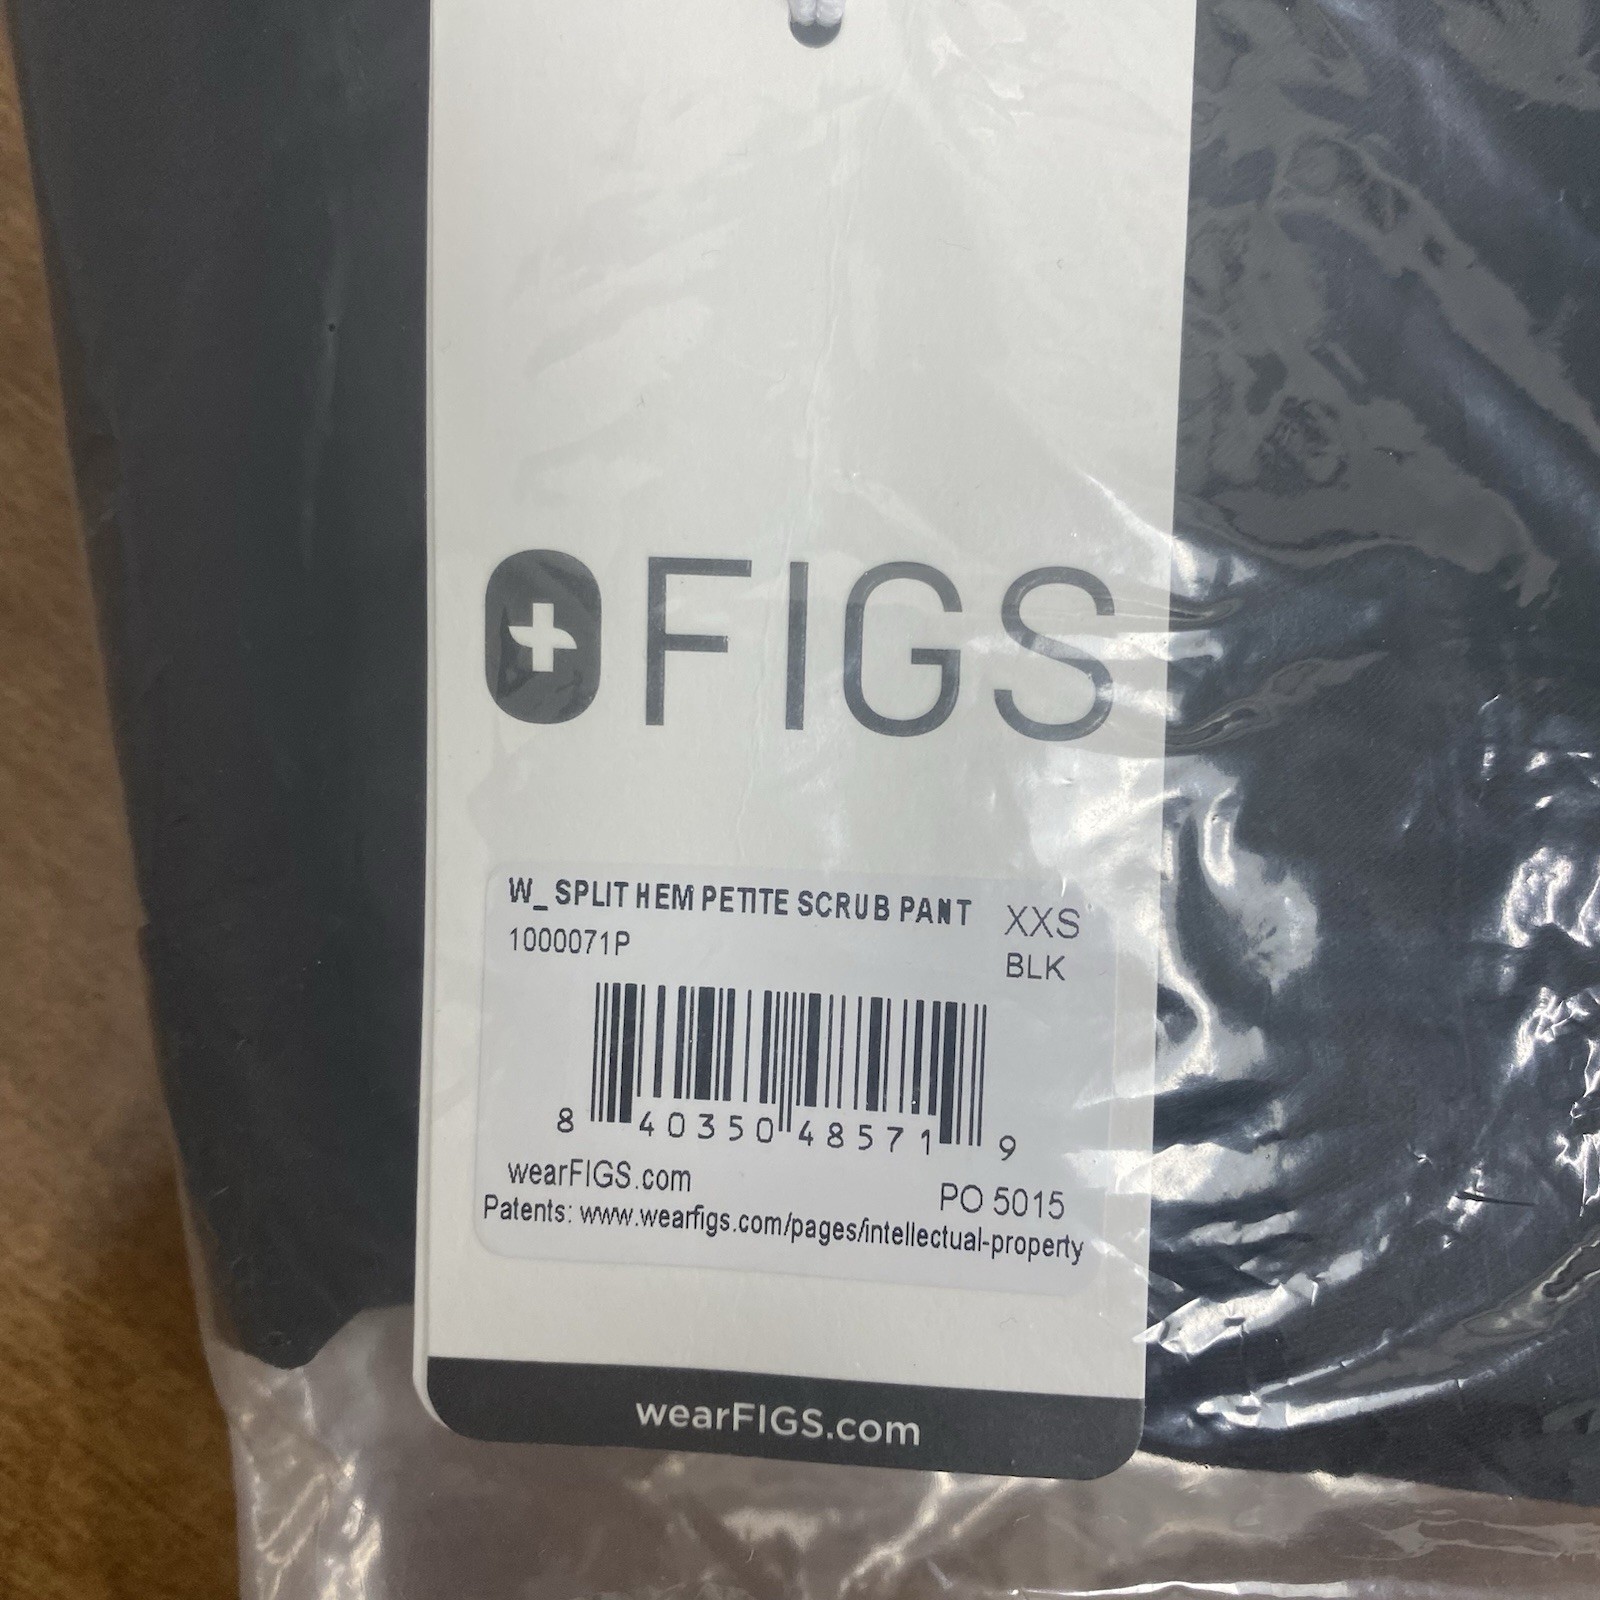 FIGS
W_ SPLIT HEM PETITE SCRUB PANT XXS
1000071P BLK
8 40350 48571 9
wearFIGS.com
PO 5015
Patents: www.wearfigs.com/pages/intellectual-property
wearFIGS.com